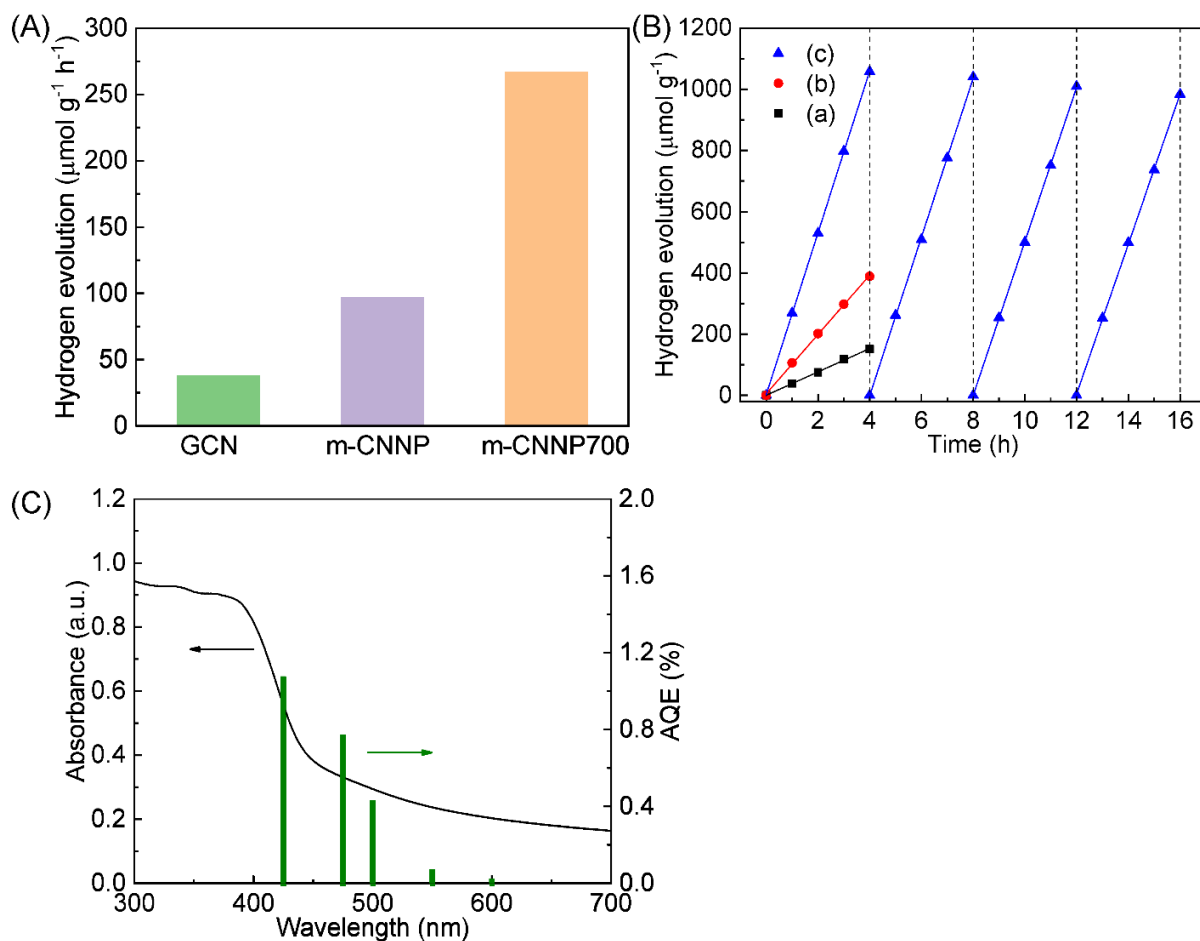 (A)
Hydrogen evolution (μmol g⁻¹ h⁻¹)
300
250
200
150
100
50
0
GCN m-CNNP m-CNNP700
(B)
Hydrogen evolution (μmol g⁻¹)
1200
1000
800
600
400
200
0
(c)
(b)
(a)
0 2 4 6 8 10 12 14 16
Time (h)
(C)
Absorbance (a.u.)
1.2
1.0
0.8
0.6
0.4
0.2
0.0
2.0
1.6
1.2
0.8
0.4
0.0
AQE (%)
300 400 500 600 700
Wavelength (nm)